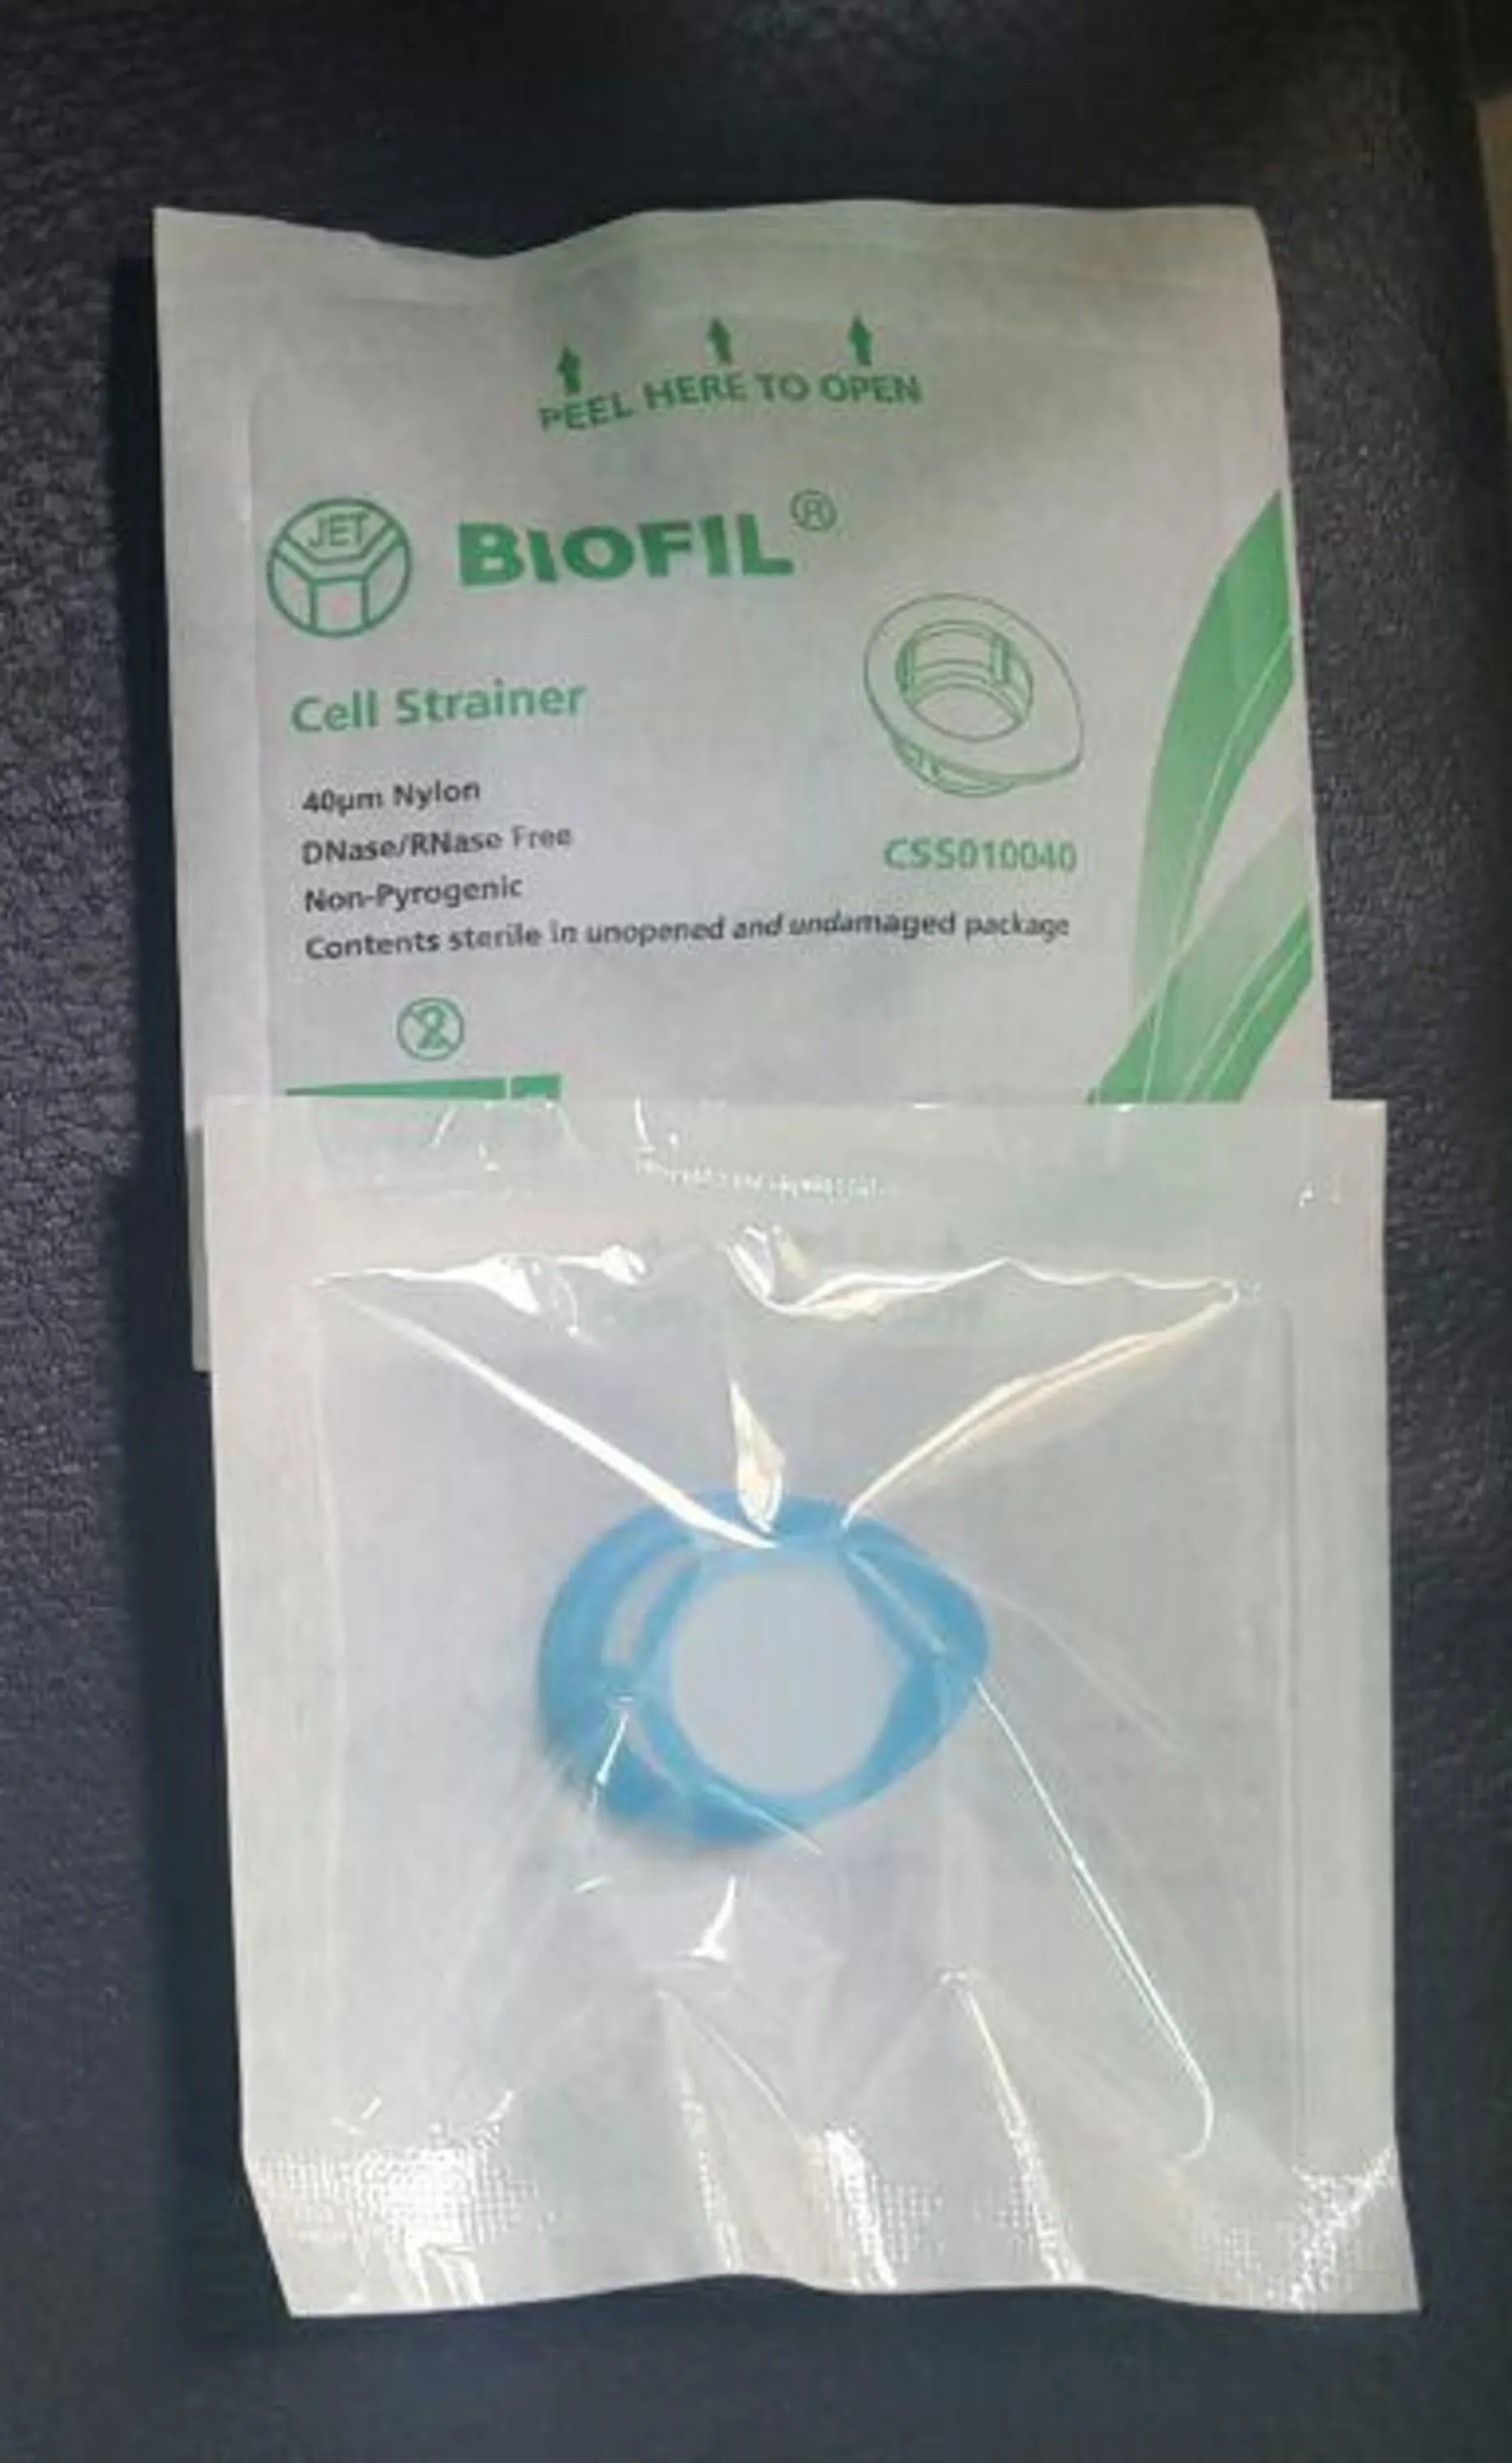 PEEL HERE TO OPEN
JET
BIOFIL®
Cell Strainer
40µm Nylon
DNase/RNase Free
Non-Pyrogenic
CSS010040
Contents sterile in unopened and undamaged package
2